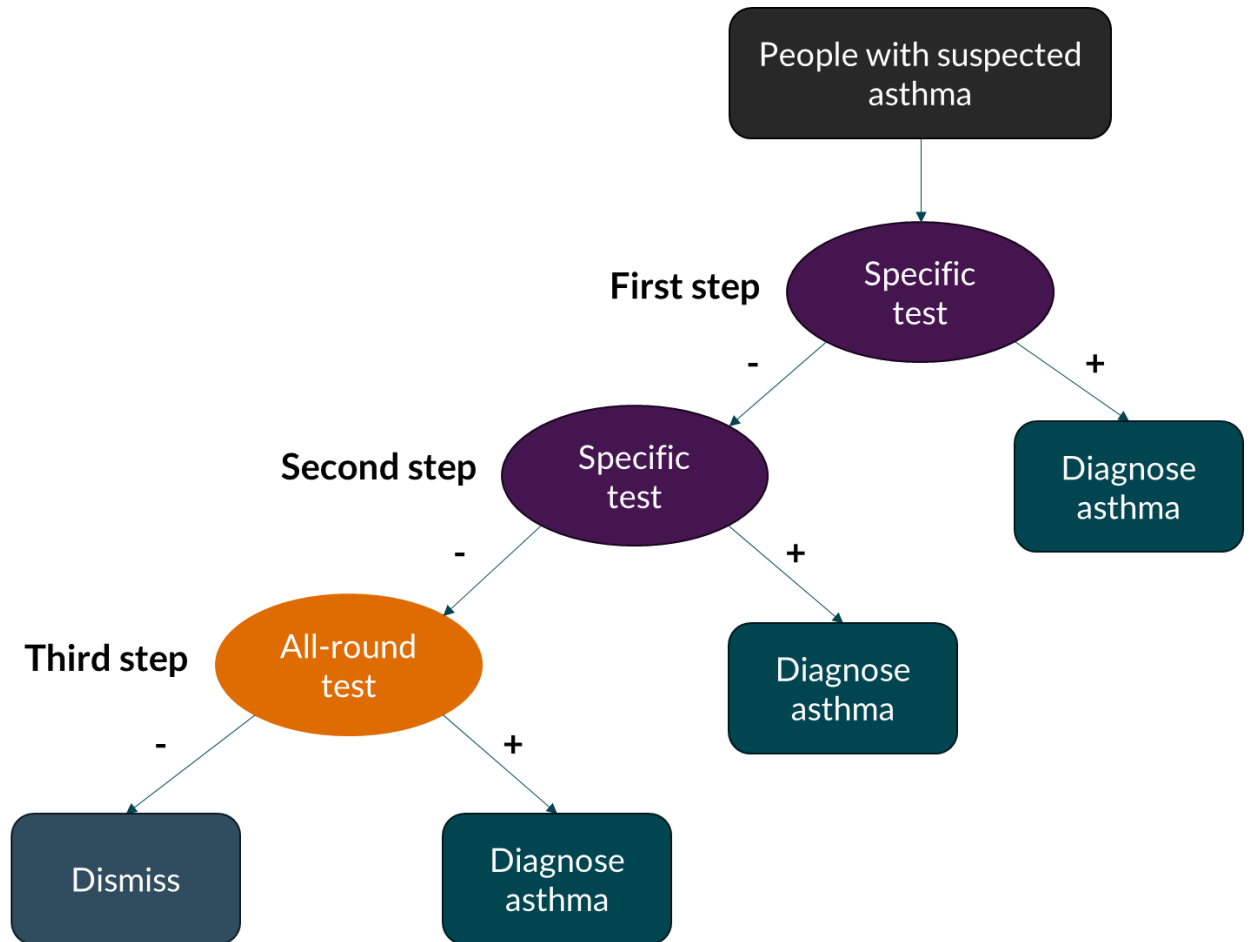 People with suspected
asthma
First step
Specific
test
-
+
Diagnose
asthma
Second step
Specific
test
-
+
Diagnose
asthma
Third step
All-round
test
-
+
Dismiss
Diagnose
asthma